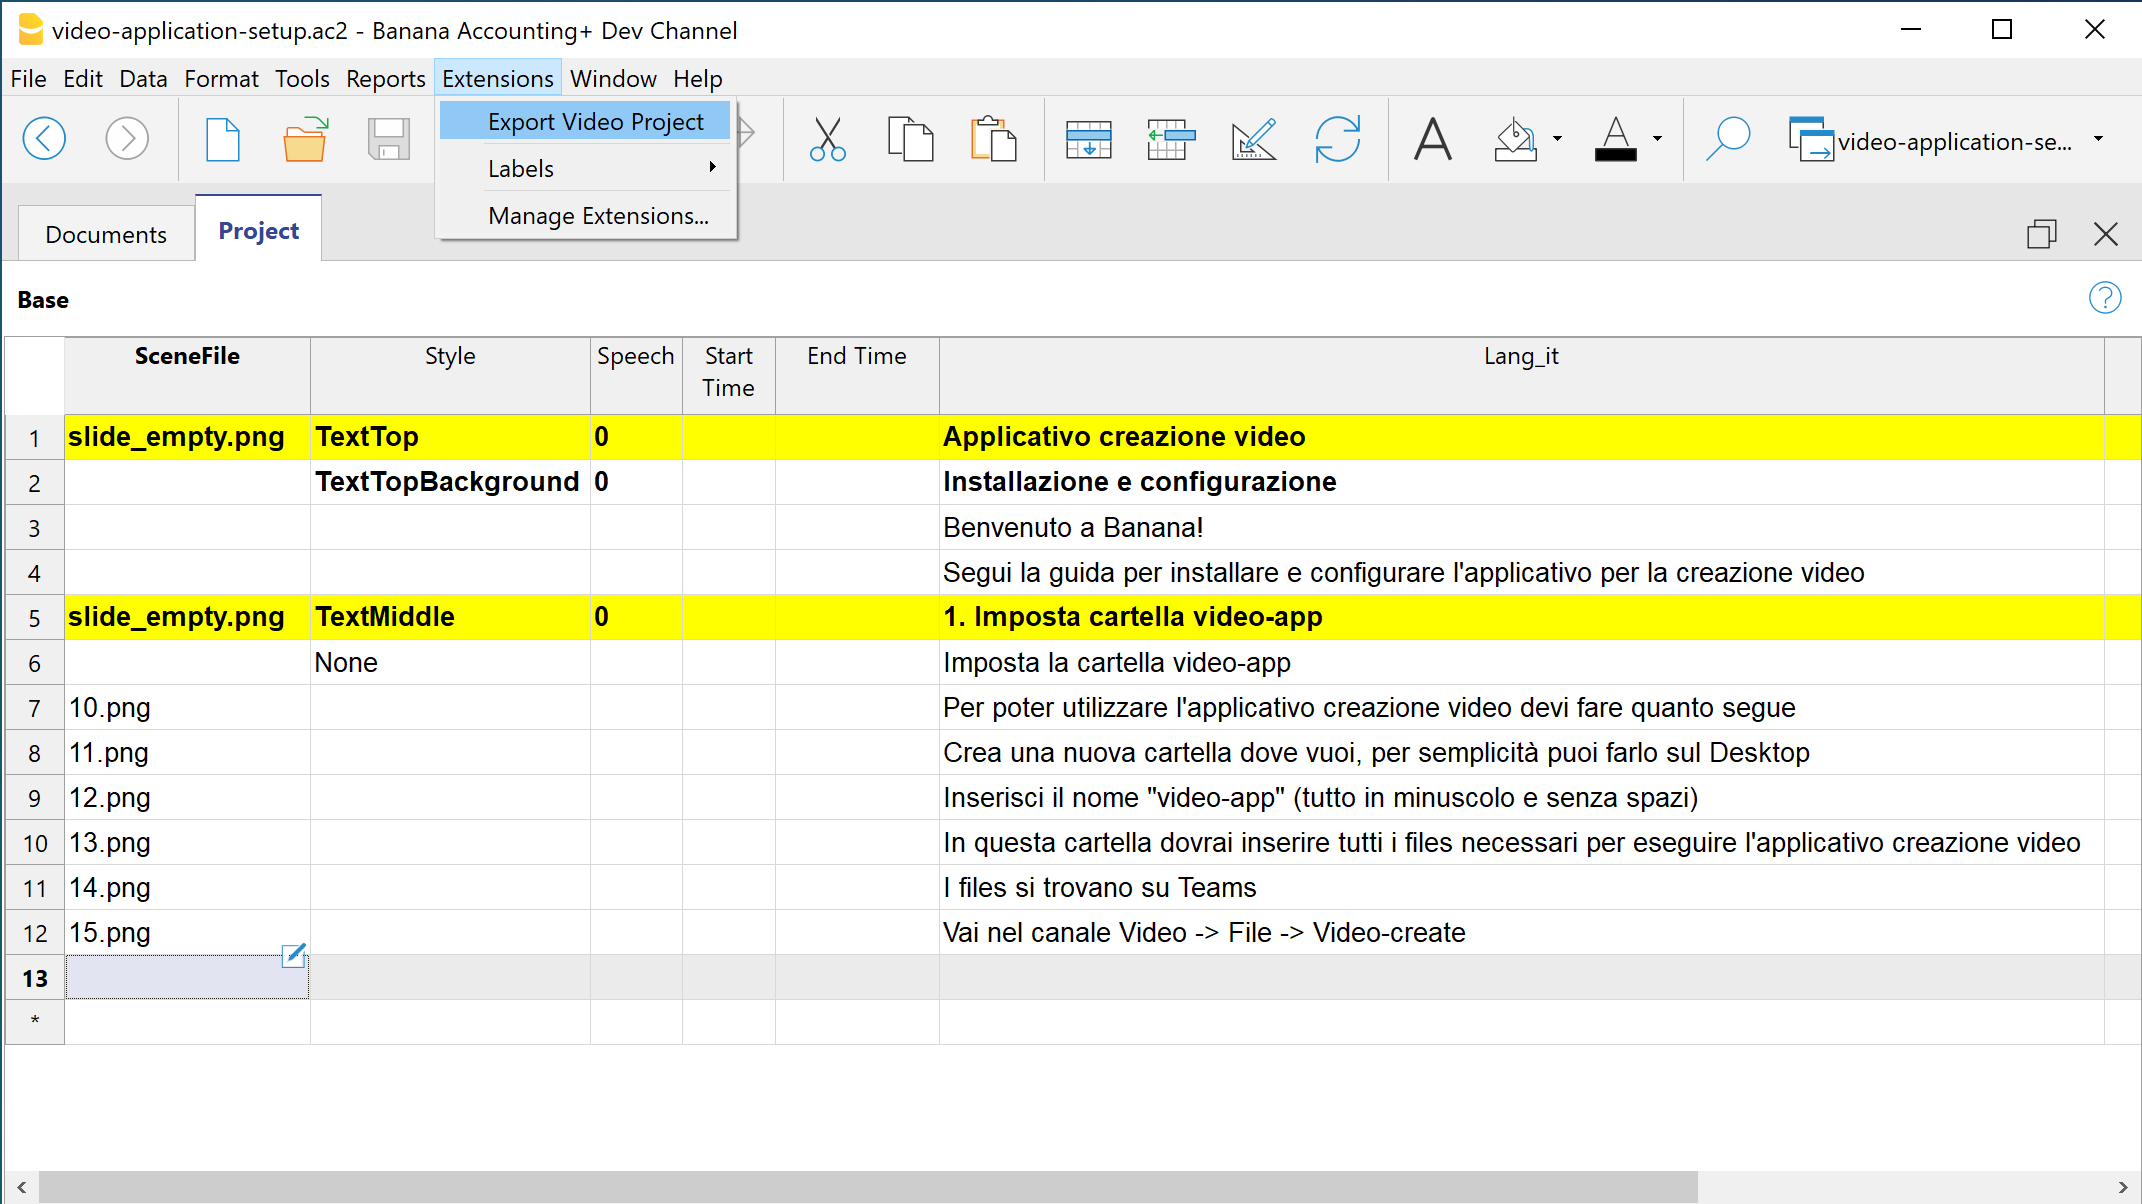 video-application-setup.ac2 - Banana Accounting+ Dev Channel
File Edit Data Format Tools Reports Extensions Window Help
Export Video Project
Labels
Manage Extensions...
A A video-application-se...
Documents Project
Base
?
SceneFile Style Speech Start Time End Time Lang_it
1 slide_empty.png TextTop 0 Applicativo creazione video
2 TextTopBackground 0 Installazione e configurazione
3 Benvenuto a Banana!
4 Segui la guida per installare e configurare l'applicativo per la creazione video
5 slide_empty.png TextMiddle 0 1. Imposta cartella video-app
6 None Imposta la cartella video-app
7 10.png Per poter utilizzare l'applicativo creazione video devi fare quanto segue
8 11.png Crea una nuova cartella dove vuoi, per semplicità puoi farlo sul Desktop
9 12.png Inserisci il nome "video-app" (tutto in minuscolo e senza spazi)
10 13.png In questa cartella dovrai inserire tutti i files necessari per eseguire l'applicativo creazione video
11 14.png I files si trovano su Teams
12 15.png Vai nel canale Video -> File -> Video-create
13
*